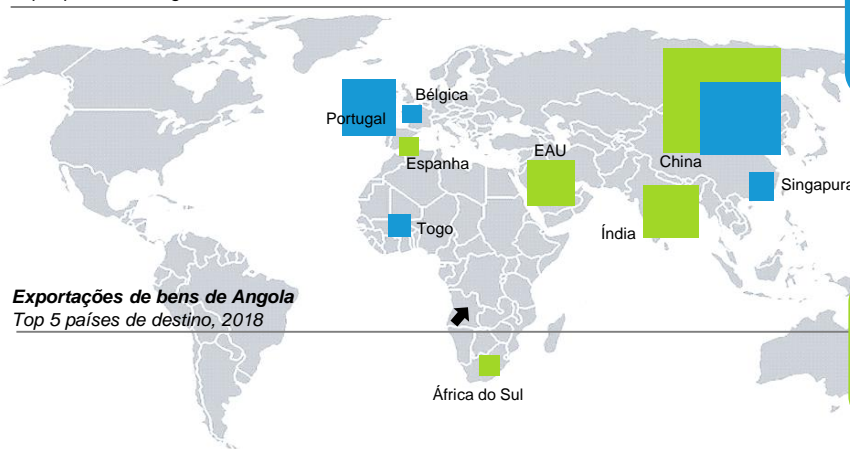 Bélgica
Portugal
EAU
Espanha
China
Singapura
Togo
Índia
Exportações de bens de Angola
Top 5 países de destino, 2018
África do Sul